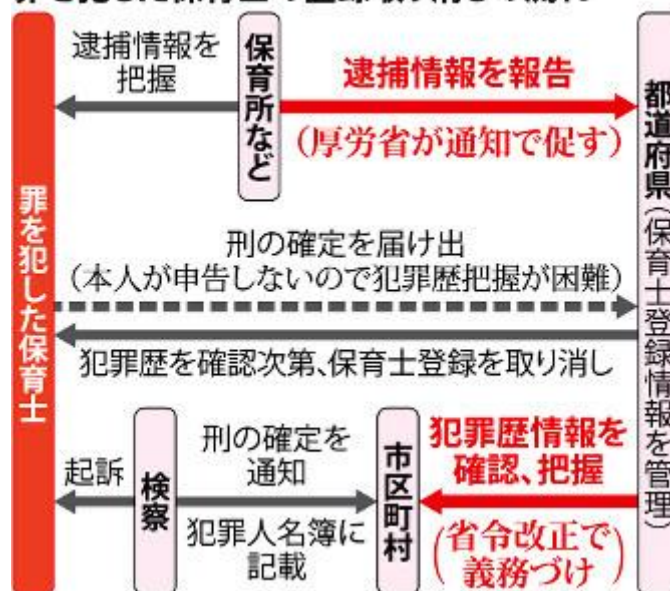 逮捕情報を
把握
保育所など
逮捕情報を報告
(厚労省が通知で促す)
都道府県(保育士登録情報を管理)
罪を犯した保育士
刑の確定を届け出
(本人が申告しないので犯罪歴把握が困難)
犯罪歴を確認次第、保育士登録を取り消し
起訴
検察
刑の確定を
通知
犯罪人名簿に
記載
市区町村
犯罪歴情報を
確認、把握
(省令改正で
義務づけ)